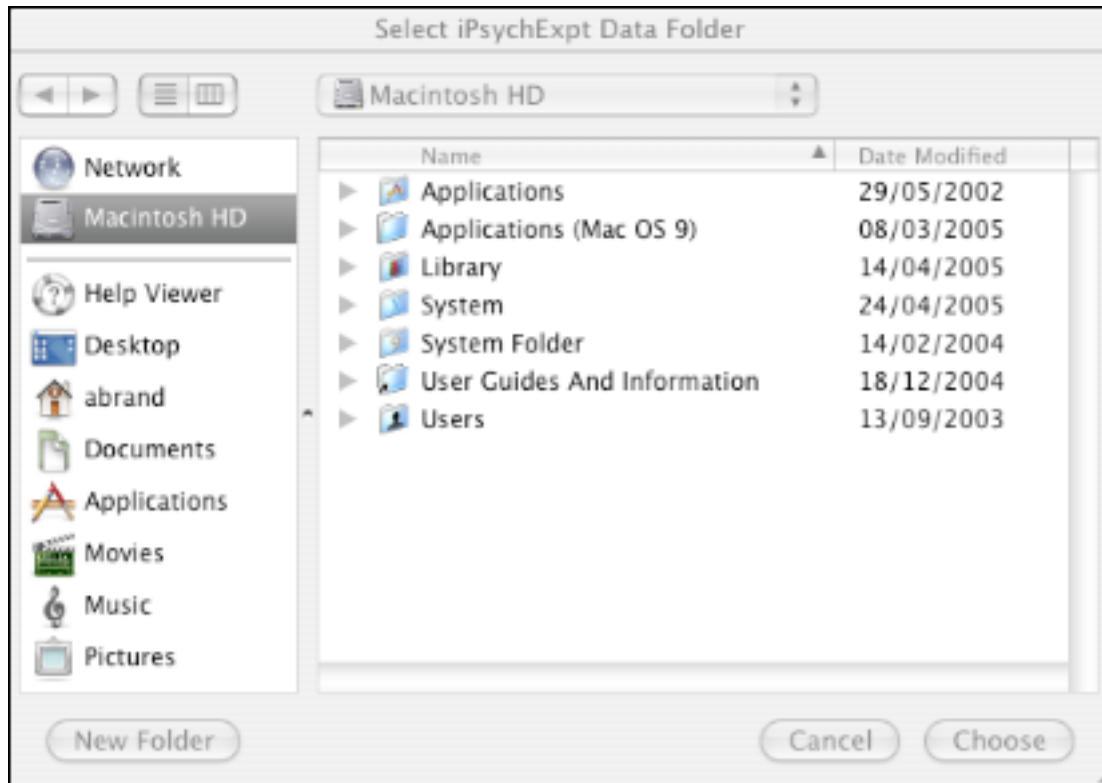 Select iPsychExpt Data Folder
Macintosh HD
Network
Macintosh HD
Help Viewer
Desktop
abrand
Documents
Applications
Movies
Music
Pictures
Name Date Modified
Applications 29/05/2002
Applications (Mac OS 9) 08/03/2005
Library 14/04/2005
System 24/04/2005
System Folder 14/02/2004
User Guides And Information 18/12/2004
Users 13/09/2003
New Folder Cancel Choose